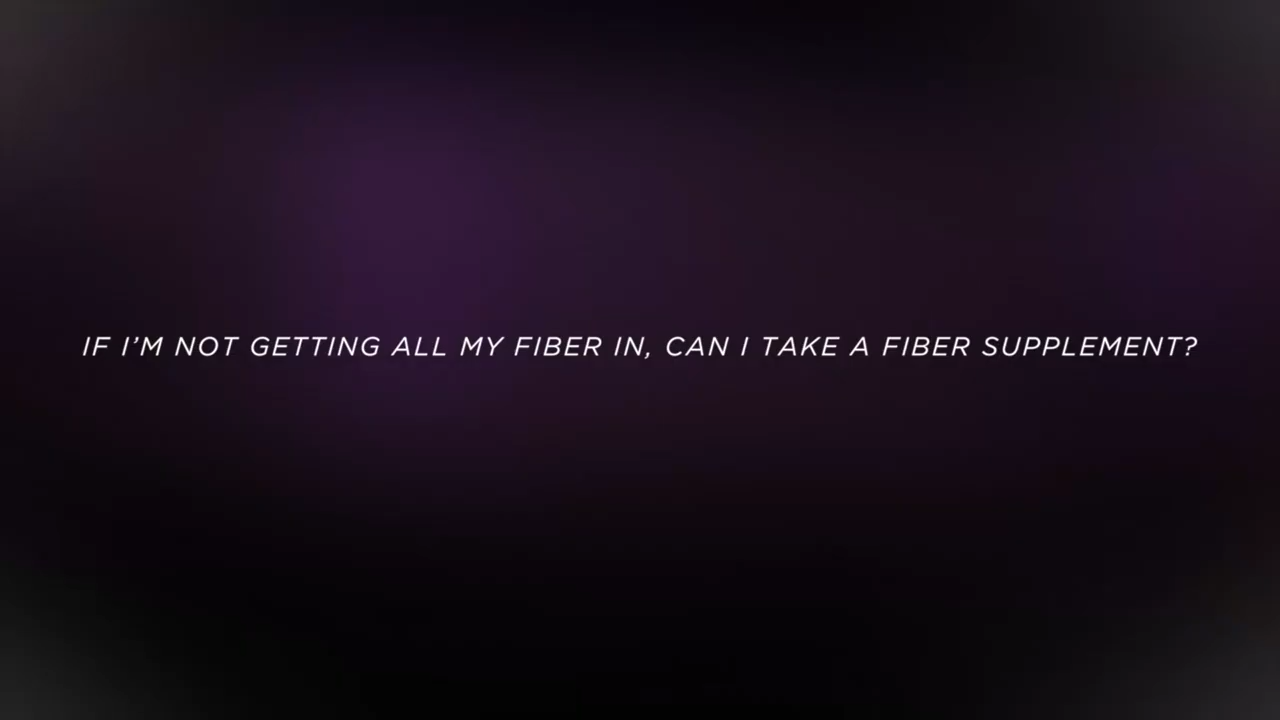 IF I’M NOT GETTING ALL MY FIBER IN, CAN I TAKE A FIBER SUPPLEMENT?